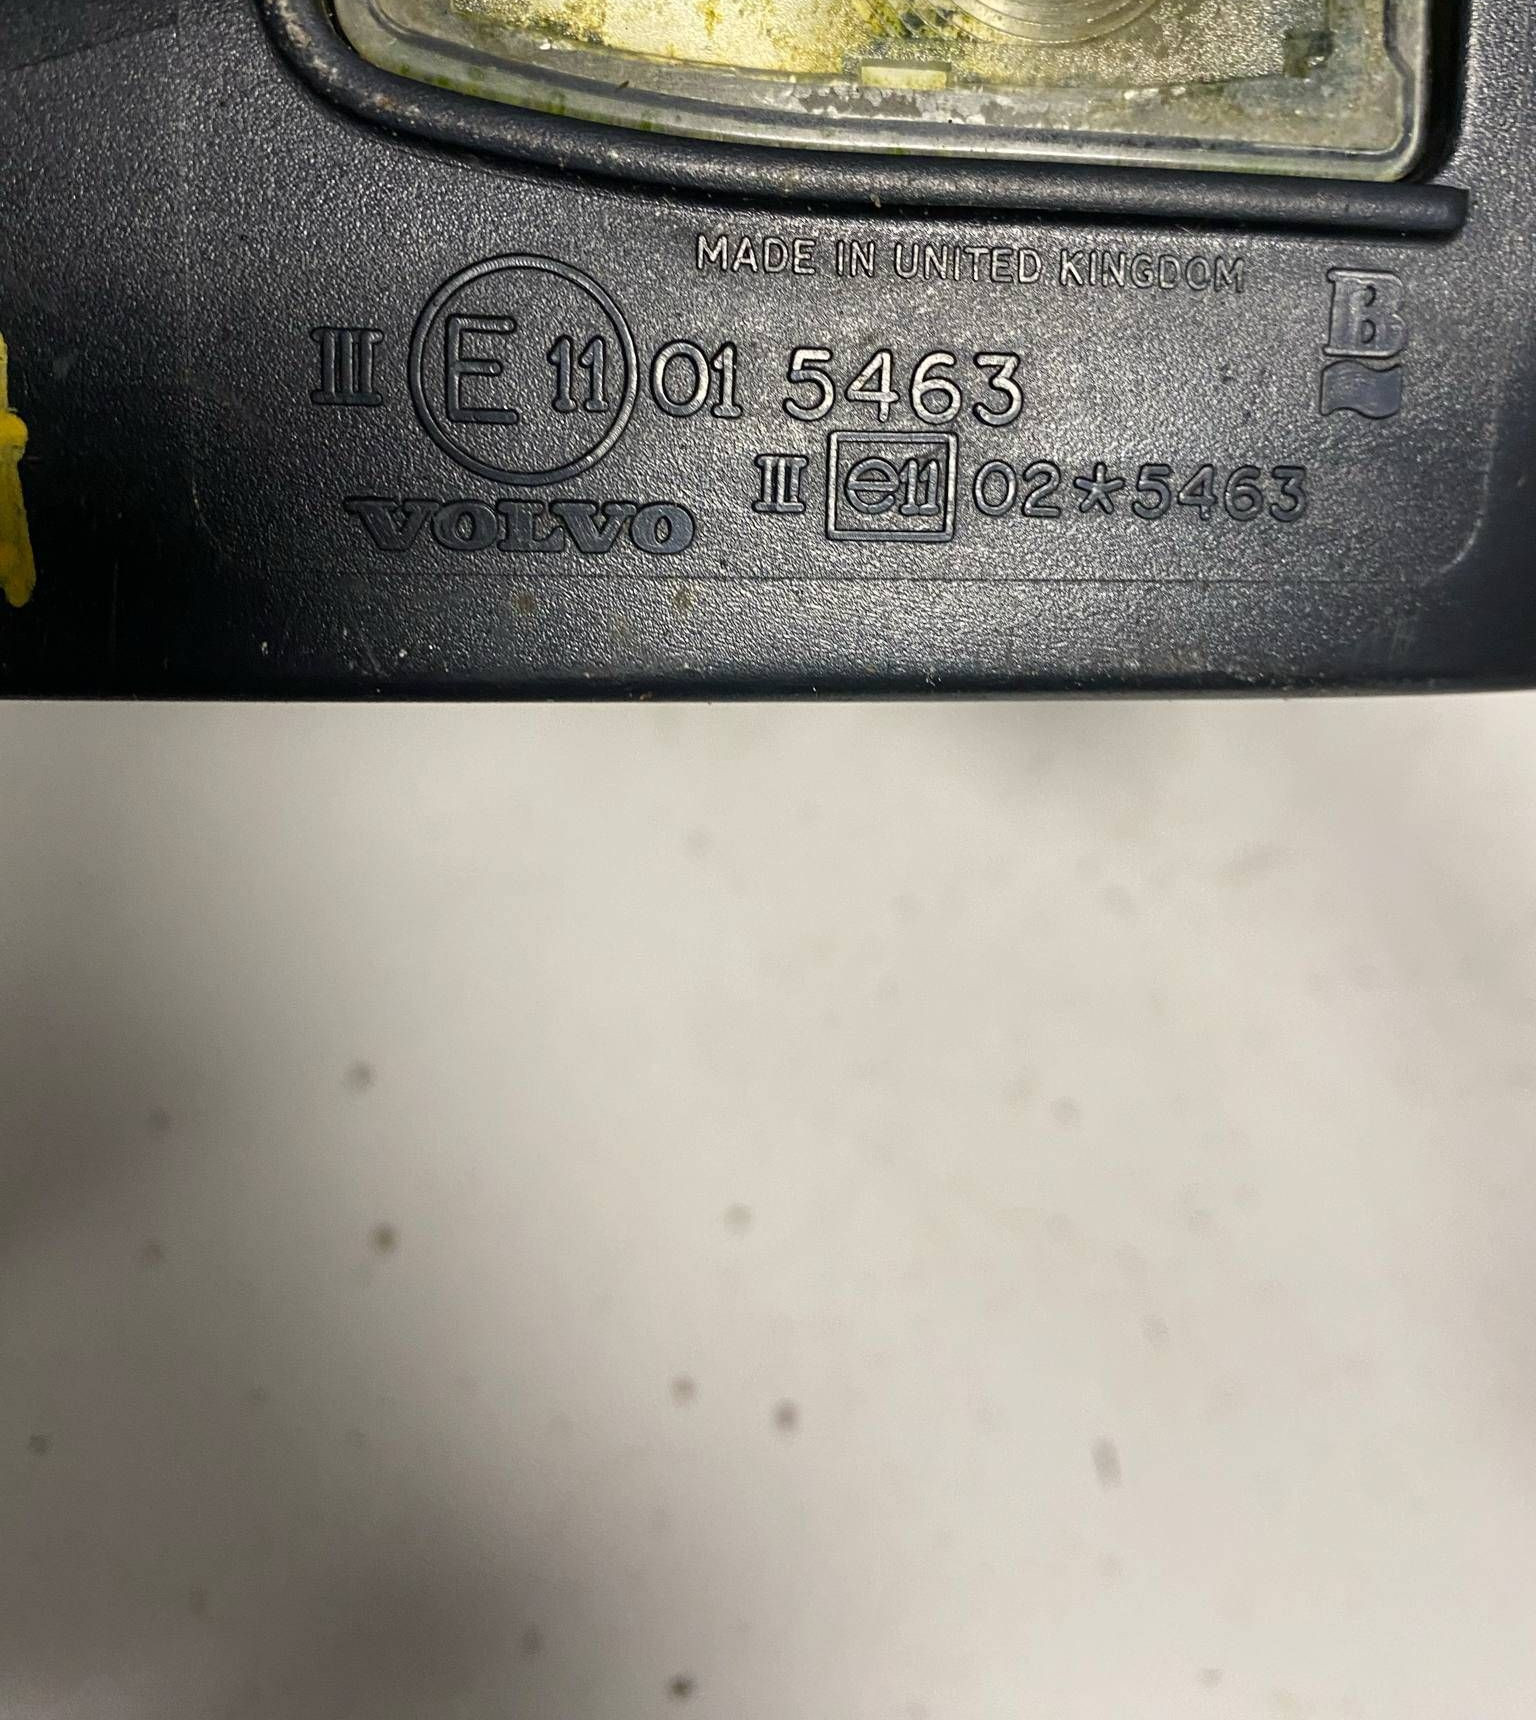 MADE IN UNITED KINGDOM
B
III E 11 01 5463
III e11 02*5463
VOLVO